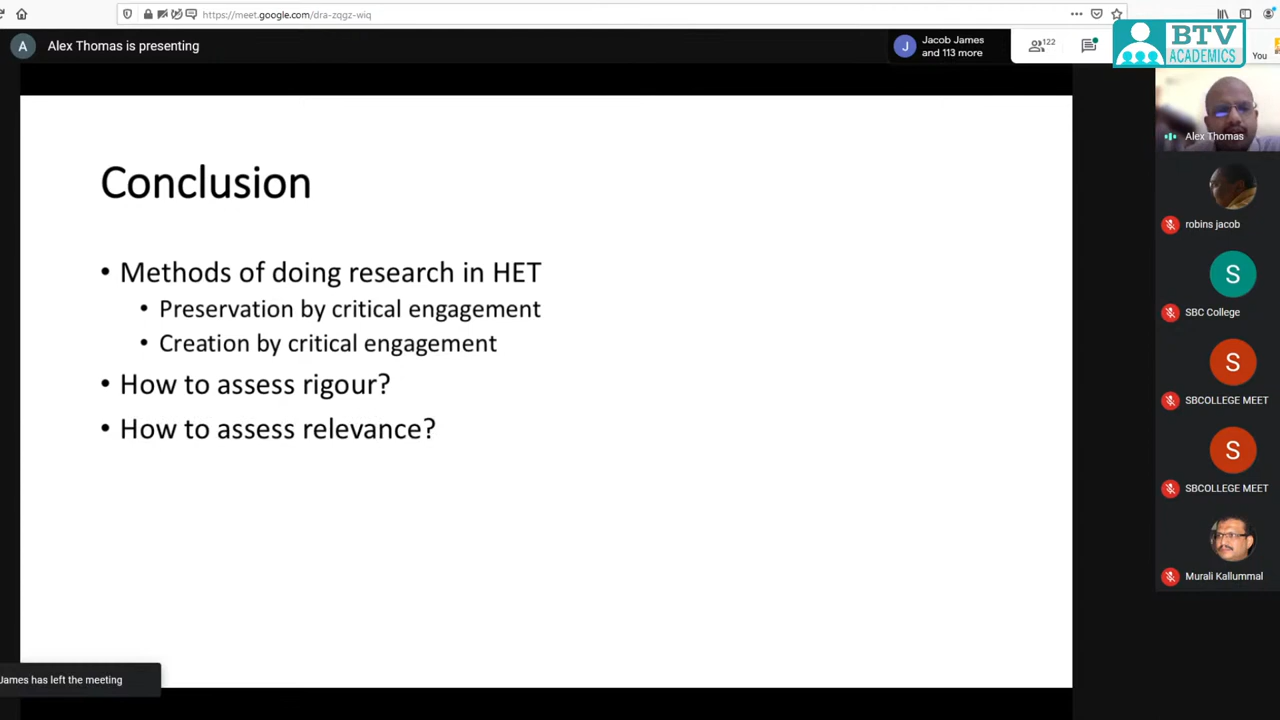 https://meet.google.com/dra-zqgz-wiq
A
Alex Thomas is presenting
J
Jacob James
and 113 more
122
BTV
ACADEMICS
You
Conclusion
• Methods of doing research in HET
• Preservation by critical engagement
• Creation by critical engagement
• How to assess rigour?
• How to assess relevance?
Alex Thomas
robins jacob
S
SBC College
S
SBCOLLEGE MEET
S
SBCOLLEGE MEET
Murali Kallummal
James has left the meeting